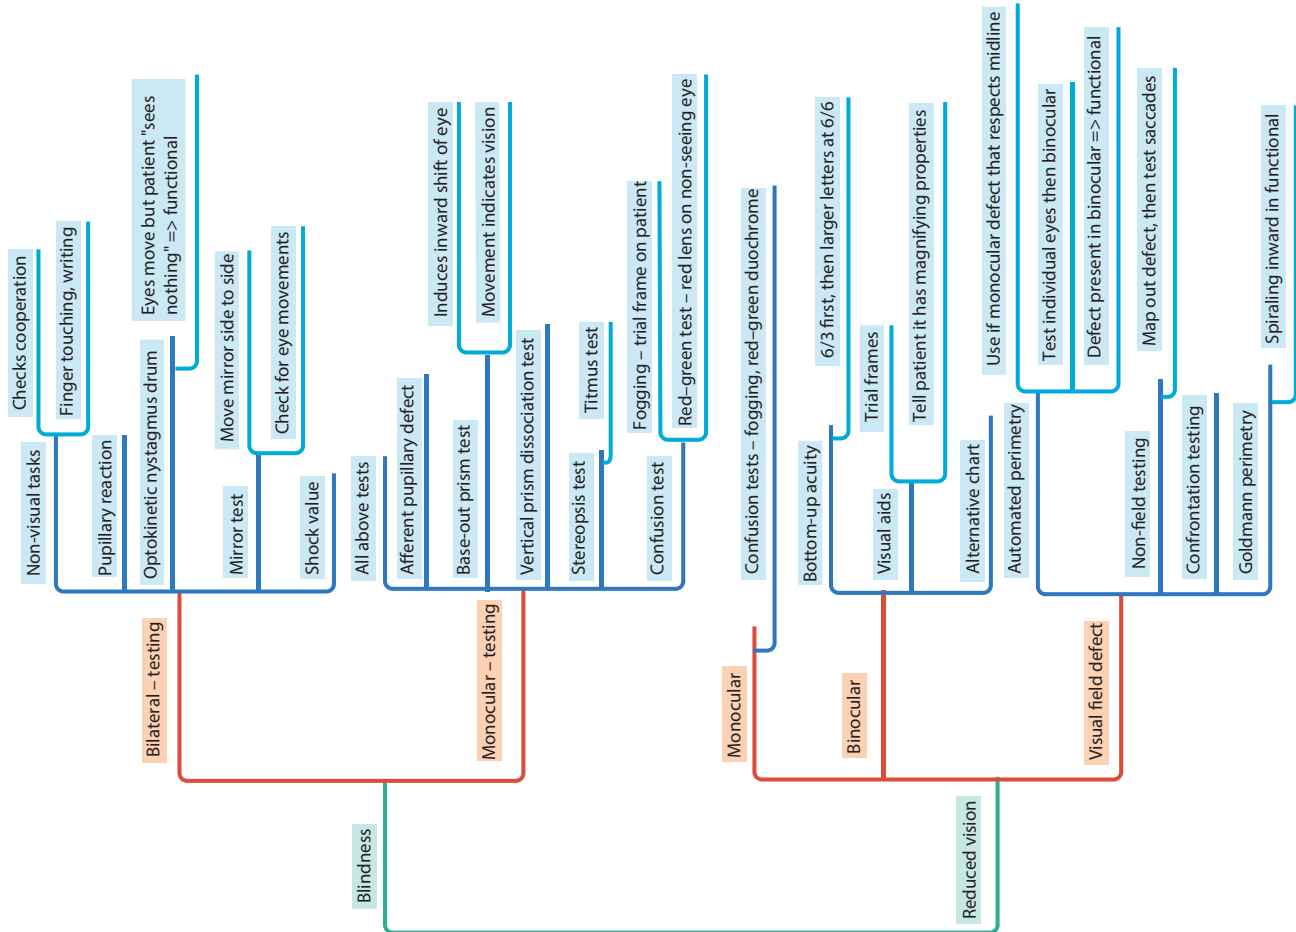 Blindness
Bilateral – testing
Non-visual tasks
Checks cooperation
Finger touching, writing
Pupillary reaction
Optokinetic nystagmus drum
Eyes move but patient "sees
nothing" => functional
Mirror test
Move mirror side to side
Check for eye movements
Shock value
Monocular – testing
All above tests
Afferent pupillary defect
Base-out prism test
Induces inward shift of eye
Movement indicates vision
Vertical prism dissociation test
Stereopsis test
Titmus test
Confusion test
Fogging – trial frame on patient
Red–green test – red lens on non-seeing eye
Reduced vision
Monocular
Confusion tests – fogging, red–green duochrome
Binocular
Bottom-up acuity
6/3 first, then larger letters at 6/6
Visual aids
Trial frames
Tell patient it has magnifying properties
Alternative chart
Visual field defect
Automated perimetry
Use if monocular defect that respects midline
Test individual eyes then binocular
Defect present in binocular => functional
Non-field testing
Map out defect, then test saccades
Confrontation testing
Goldmann perimetry
Spiraling inward in functional